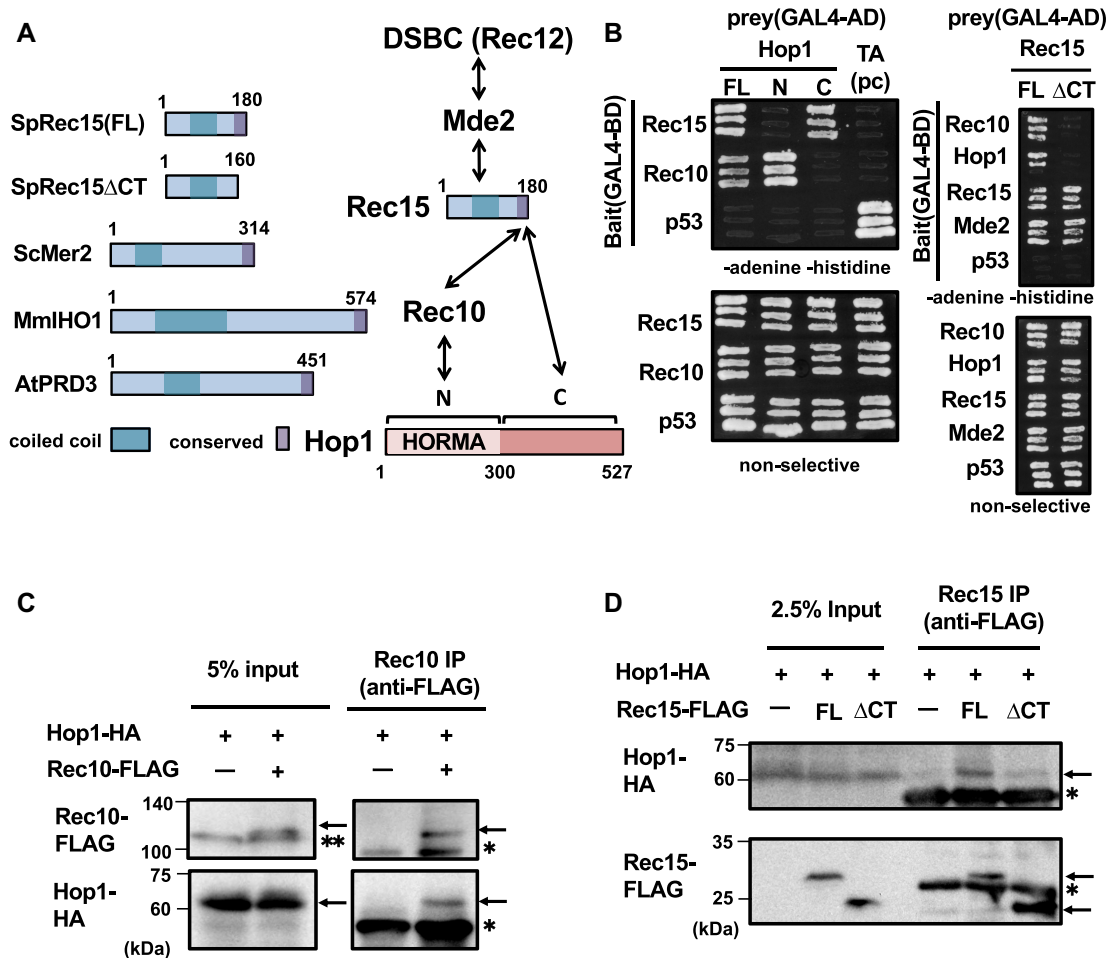 A
DSBC (Rec12)
Mde2
1 180
SpRec15(FL)
1 160
SpRec15ΔCT
1 314
ScMer2
1 574
MmIHO1
1 451
AtPRD3
coiled coil
conserved
1 180
Rec15
Rec10
N C
Hop1 HORMA
1 300 527
B
prey(GAL4-AD)
Hop1 TA
FL N C (pc)
Bait(GAL4-BD)
Rec15
Rec10
p53
-adenine -histidine
Rec15
Rec10
p53
non-selective
prey(GAL4-AD)
Rec15
FL ΔCT
Bait(GAL4-BD)
Rec10
Hop1
Rec15
Mde2
p53
-adenine -histidine
Rec10
Hop1
Rec15
Mde2
p53
non-selective
C
5% input Rec10 IP
(anti-FLAG)
Hop1-HA + + + +
Rec10-FLAG — + — +
Rec10-
FLAG
140
100
**
*
Hop1-
HA
75
60
*
(kDa)
D
2.5% Input Rec15 IP
(anti-FLAG)
Hop1-HA + + + + + +
Rec15-FLAG — FL ΔCT — FL ΔCT
Hop1-
HA
75
60
*
Rec15-
FLAG
35
25
*
(kDa)